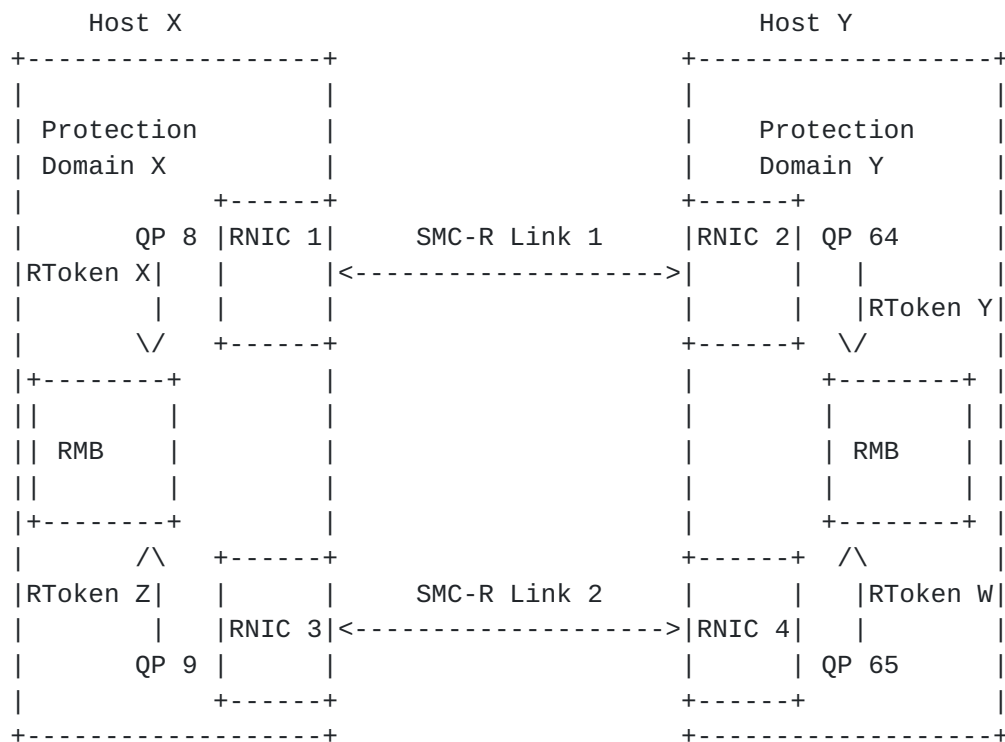 Host X Host Y
Protection Protection
Domain X Domain Y
QP 8 RNIC 1 SMC-R Link 1 RNIC 2 QP 64
RToken X
RToken Y
RMB RMB
RToken Z SMC-R Link 2 RToken W
RNIC 3 RNIC 4
QP 9 QP 65